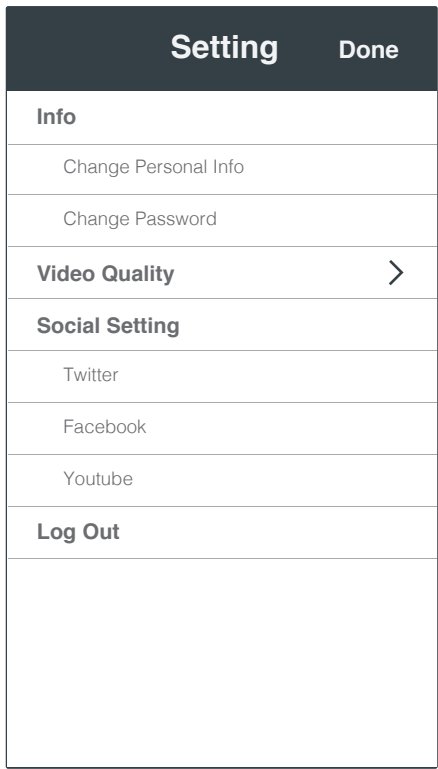 Setting Done
Info
Change Personal Info
Change Password
Video Quality
Social Setting
Twitter
Facebook
Youtube
Log Out